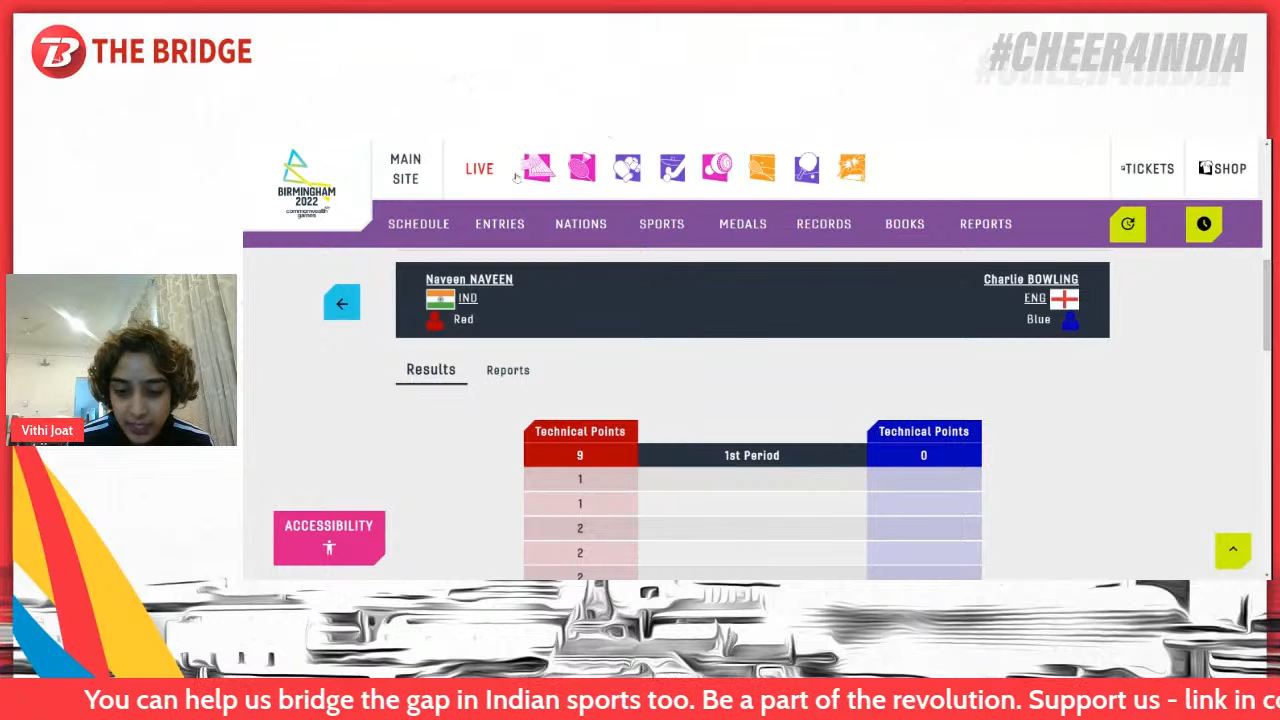 THE BRIDGE
#CHEER4INDIA
BIRMINGHAM
2022
commonwealth
games
MAIN
SITE
LIVE
TICKETS
SHOP
SCHEDULE ENTRIES NATIONS SPORTS MEDALS RECORDS BOOKS REPORTS
Naveen NAVEEN
IND
Red
Charlie BOWLING
ENG
Blue
Results Reports
Technical Points Technical Points
9 1st Period 0
1
1
2
2
2
ACCESSIBILITY
Vithi Joat
You can help us bridge the gap in Indian sports too. Be a part of the revolution. Support us - link in